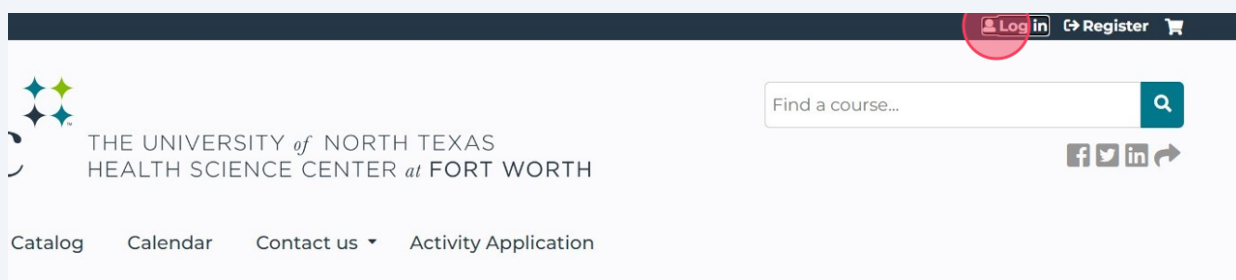 Log in Register
Find a course...
THE UNIVERSITY of NORTH TEXAS
HEALTH SCIENCE CENTER at FORT WORTH
Catalog Calendar Contact us Activity Application